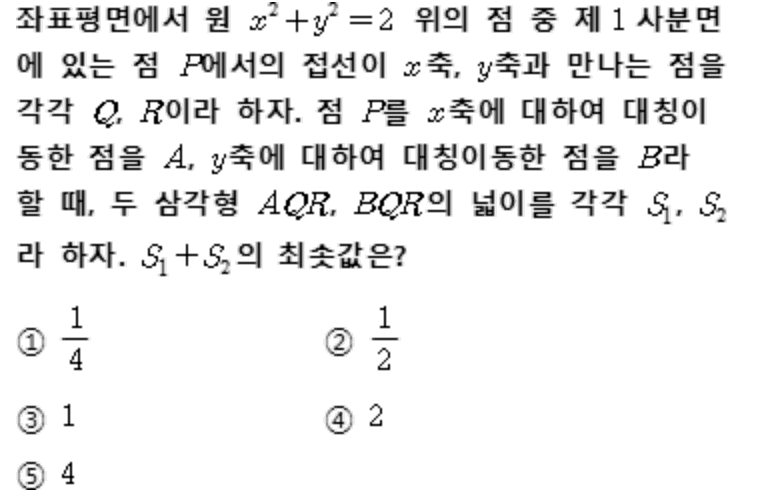 좌표평면에서 원 x²+y²=2 위의 점 중 제 1 사분면
에 있는 점 P에서의 접선이 x축, y축과 만나는 점을
각각 Q, R이라 하자. 점 P를 x축에 대하여 대칭이
동한 점을 A, y축에 대하여 대칭이동한 점을 B라
할 때, 두 삼각형 AQR, BQR의 넓이를 각각 S₁, S₂
라 하자. S₁+S₂의 최솟값은?
① 1/4 ② 1/2
③ 1 ④ 2
⑤ 4